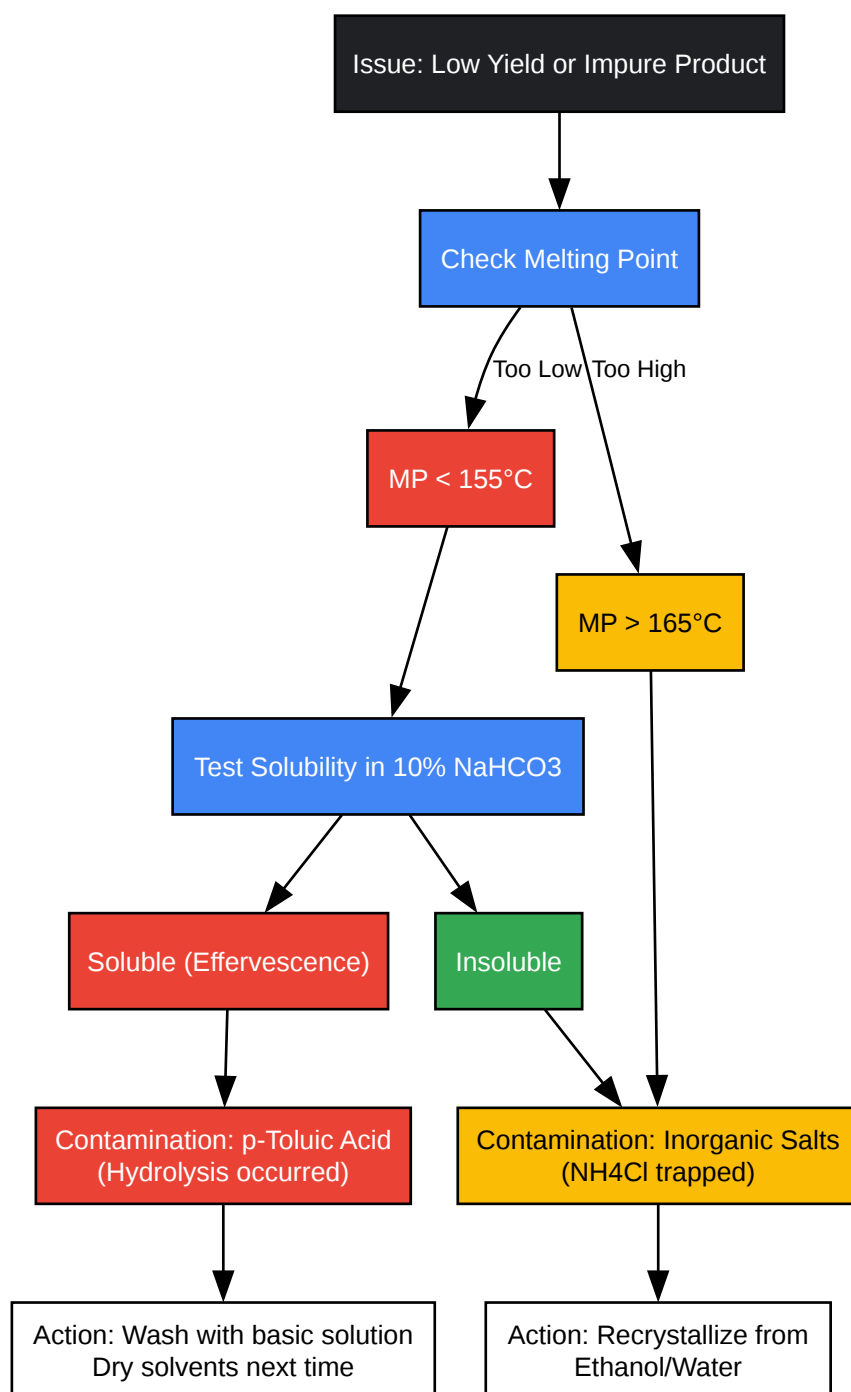 Issue: Low Yield or Impure Product
Check Melting Point
Too Low
Too High
MP < 155°C
MP > 165°C
Test Solubility in 10% NaHCO3
Soluble (Effervescence)
Insoluble
Contamination: p-Toluic Acid
(Hydrolysis occurred)
Contamination: Inorganic Salts
(NH4Cl trapped)
Action: Wash with basic solution
Dry solvents next time
Action: Recrystallize from
Ethanol/Water